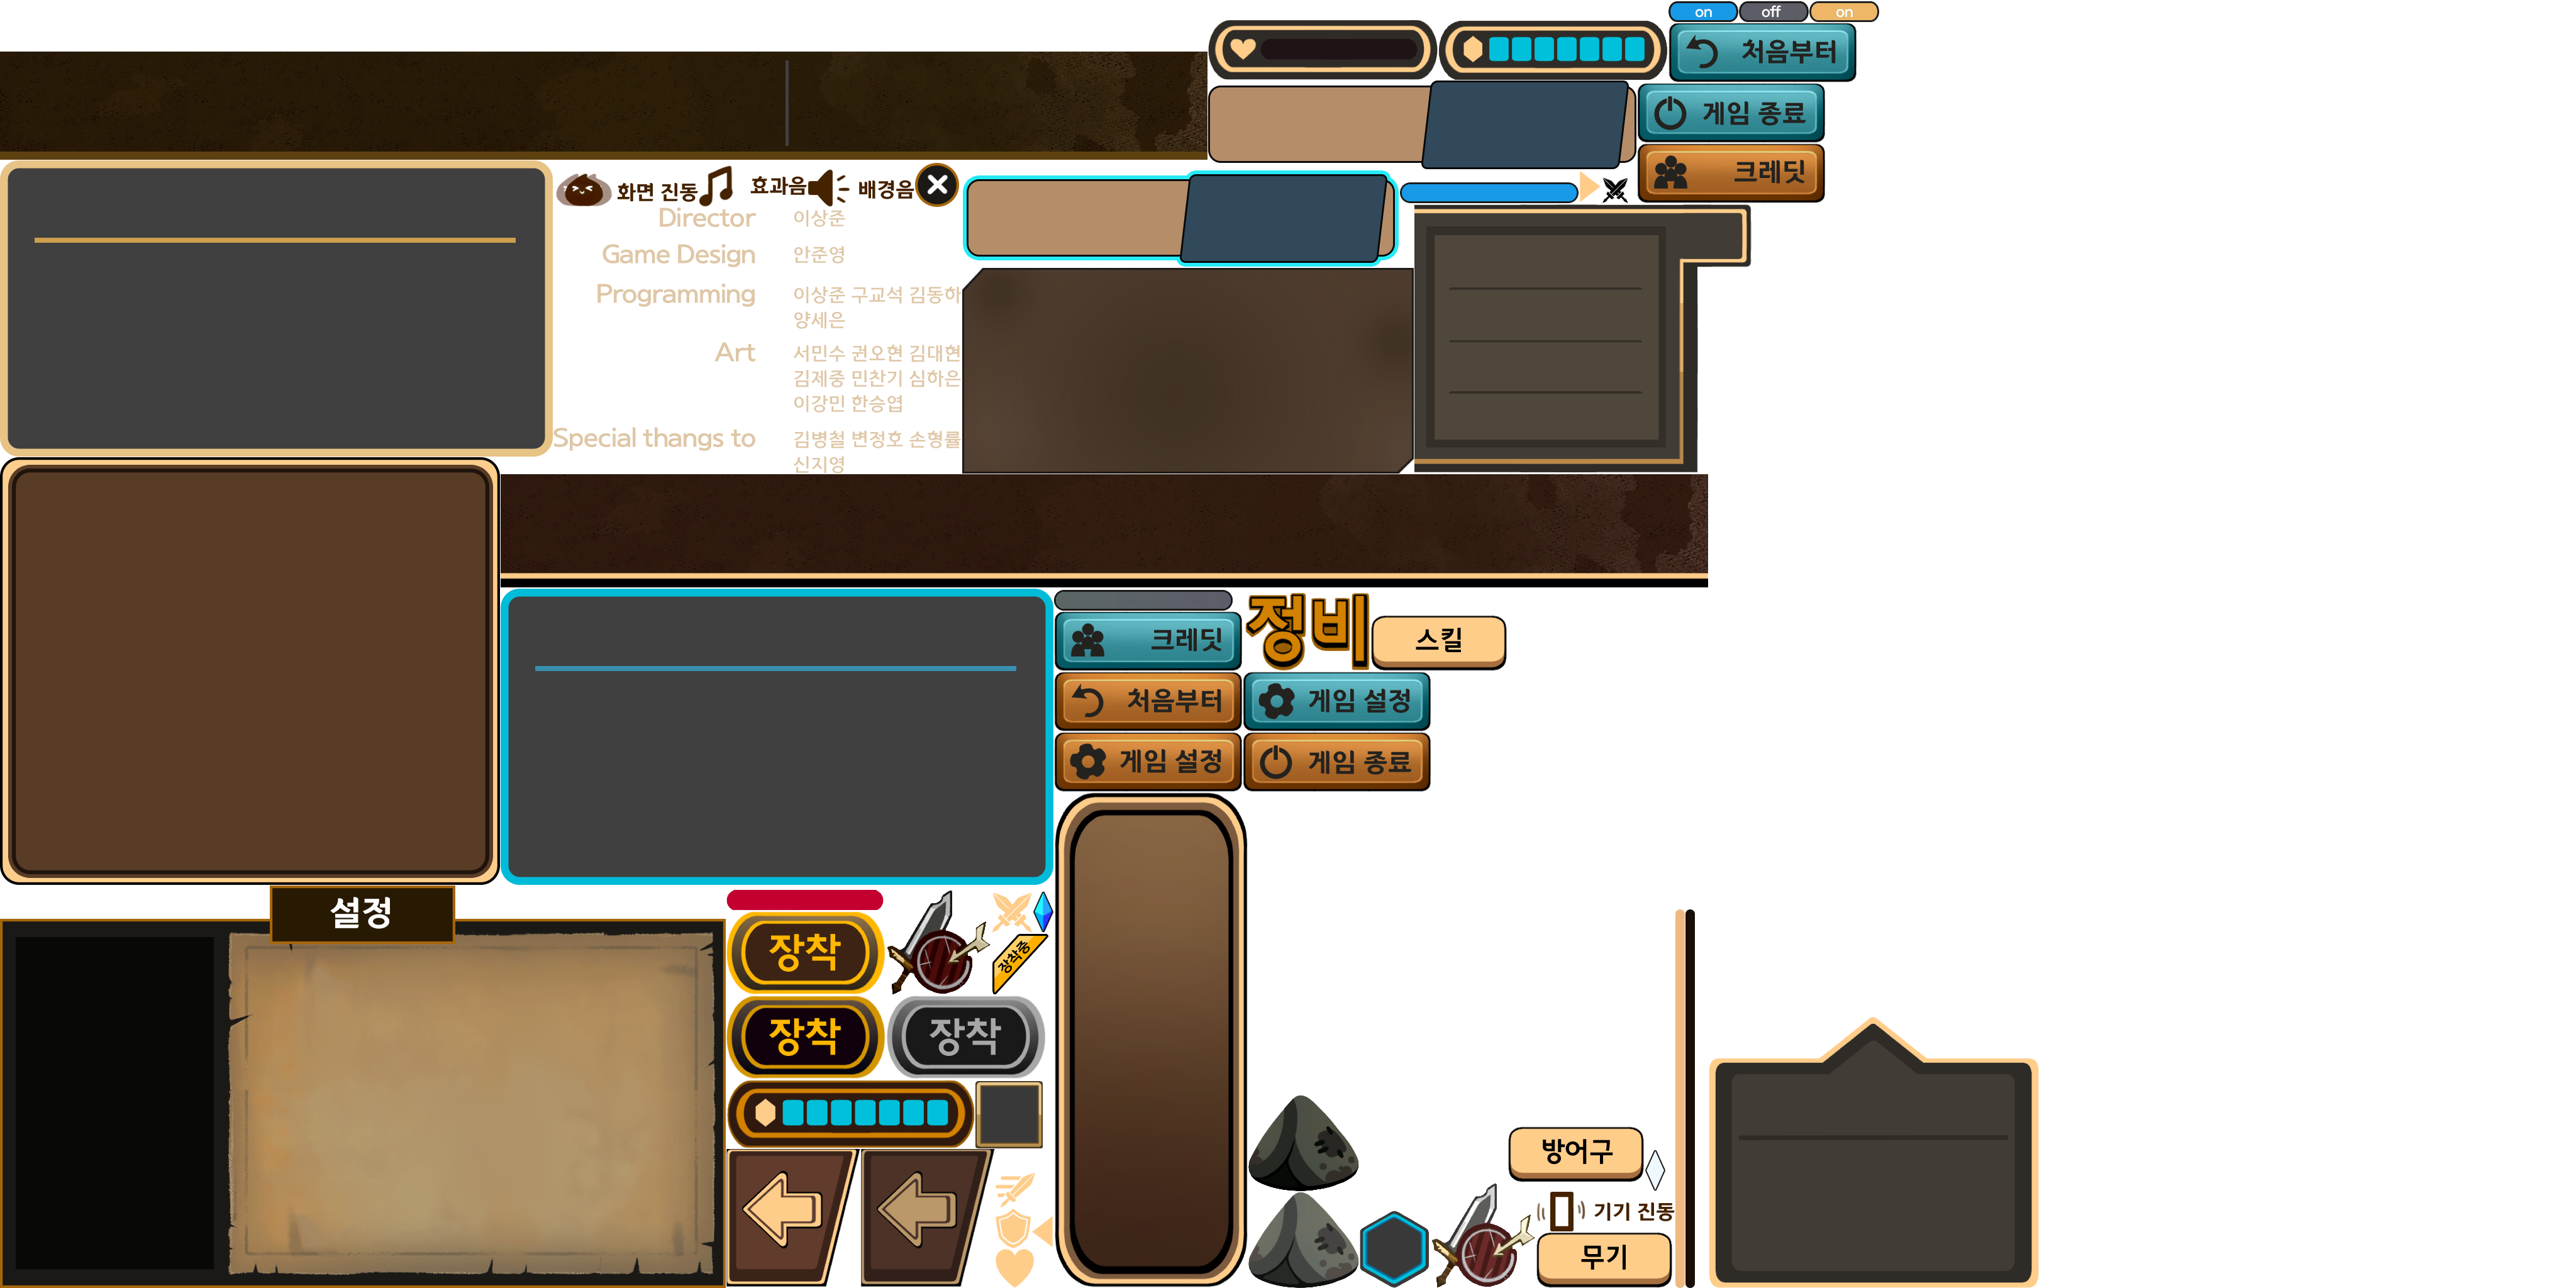 on
off
on
처음부터
게임 종료
크레딧
화면 진동
효과음
배경음
Director
이상준
Game Design
안준영
Programming
이상준 구교석 김동하
양세은
Art
서민수 권오현 김대현
김제중 민찬기 심하은
이강민 한승엽
Special thangs to
김병철 변정호 손형률
신지영
크레딧
정비
스킬
처음부터
게임 설정
게임 설정
게임 종료
설정
장착
장착중
장착
장착
방어구
기기 진동
무기